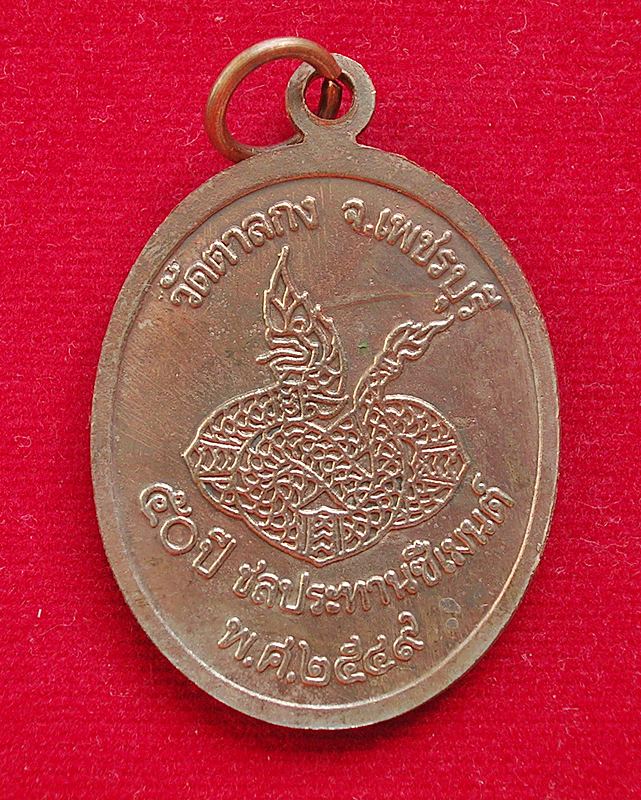 วัดตาลกง จ.เพชรบุรี
๕๐ปี ชลประทานซีเมนต์
พ.ศ.๒๕๔๙